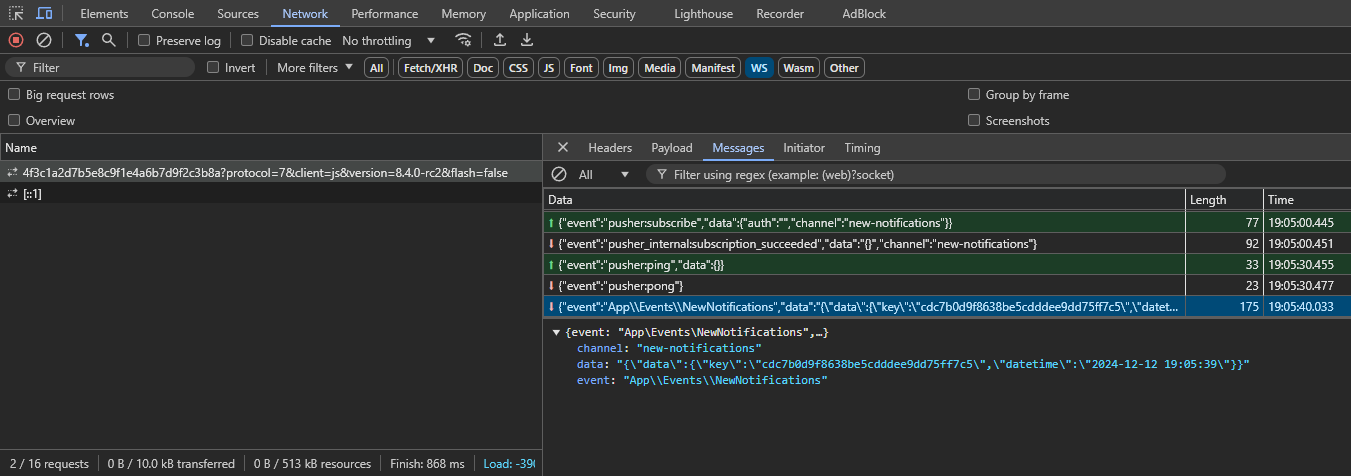 Elements Console Sources Network Performance Memory Application Security Lighthouse Recorder AdBlock
Preserve log Disable cache No throttling
Filter Invert More filters All Fetch/XHR Doc CSS JS Font Img Media Manifest WS Wasm Other
Big request rows Group by frame
Overview Screenshots
Name Headers Payload Messages Initiator Timing
4f3c1a2d7b5e8c9f1e4a6b7d9f2c3b8a?protocol=7&client=js&version=8.4.0-rc2&flash=false All Filter using regex (example: (web)?socket)
[::1] Data Length Time
{"event":"pusher:subscribe","data":{"auth":"","channel":"new-notifications"}} 77 19:05:00.445
{"event":"pusher_internal:subscription_succeeded","data":"{}","channel":"new-notifications"} 92 19:05:00.451
{"event":"pusher:ping","data":{}} 33 19:05:30.455
{"event":"pusher:pong"} 23 19:05:30.477
{"event":"App\\Events\\NewNotifications","data":"{\"data\":{\"key\":\"cdc7b0d9f8638be5cdddee9dd75ff7c5\",\"datet... 175 19:05:40.033
{event: "App\Events\NewNotifications",…}
channel: "new-notifications"
data: "{\"data\":{\"key\":\"cdc7b0d9f8638be5cdddee9dd75ff7c5\",\"datetime\":\"2024-12-12 19:05:39\"}}"
event: "App\\Events\\NewNotifications"
2 / 16 requests 0 B / 10.0 kB transferred 0 B / 513 kB resources Finish: 868 ms Load: -390